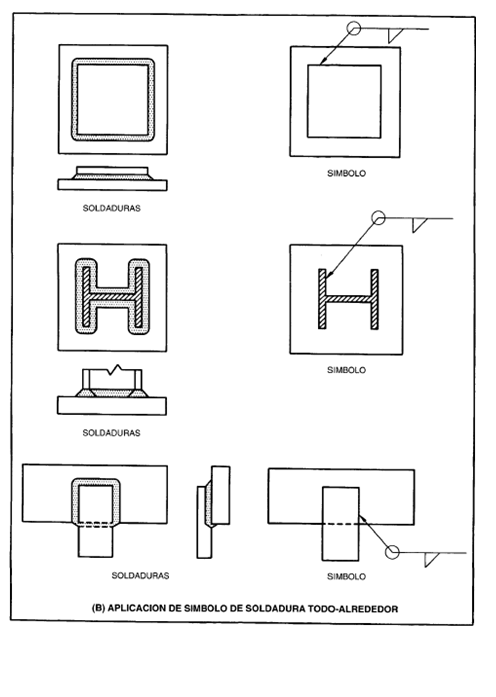 SIMBOLO
SOLDADURAS
SIMBOLO
SOLDADURAS
SOLDADURAS
SIMBOLO
(B) APLICACION DE SIMBOLO DE SOLDADURA TODO-ALREDEDOR